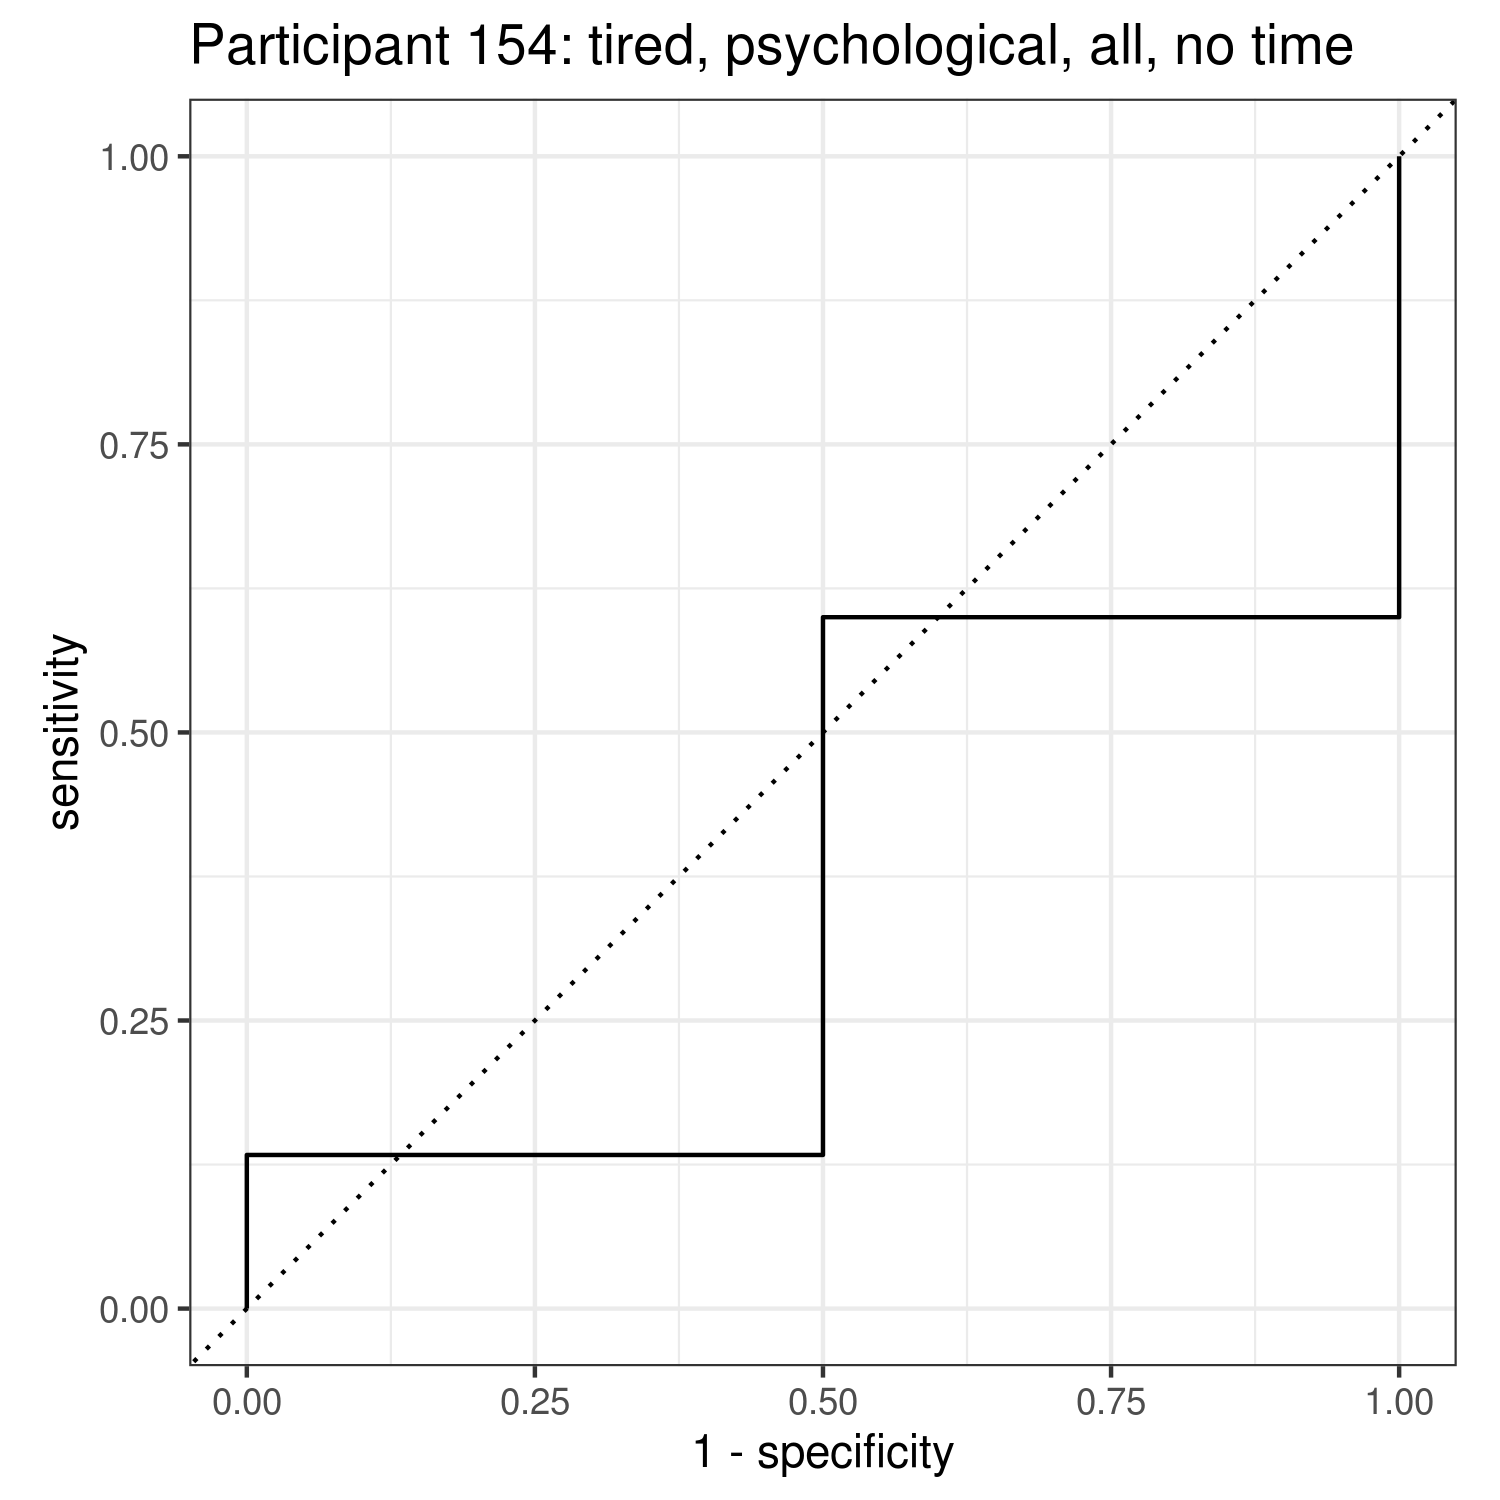 Participant 154: tired, psychological, all, no time
1.00
0.75
0.50
0.25
0.00
sensitivity
0.00 0.25 0.50 0.75 1.00
1 - specificity